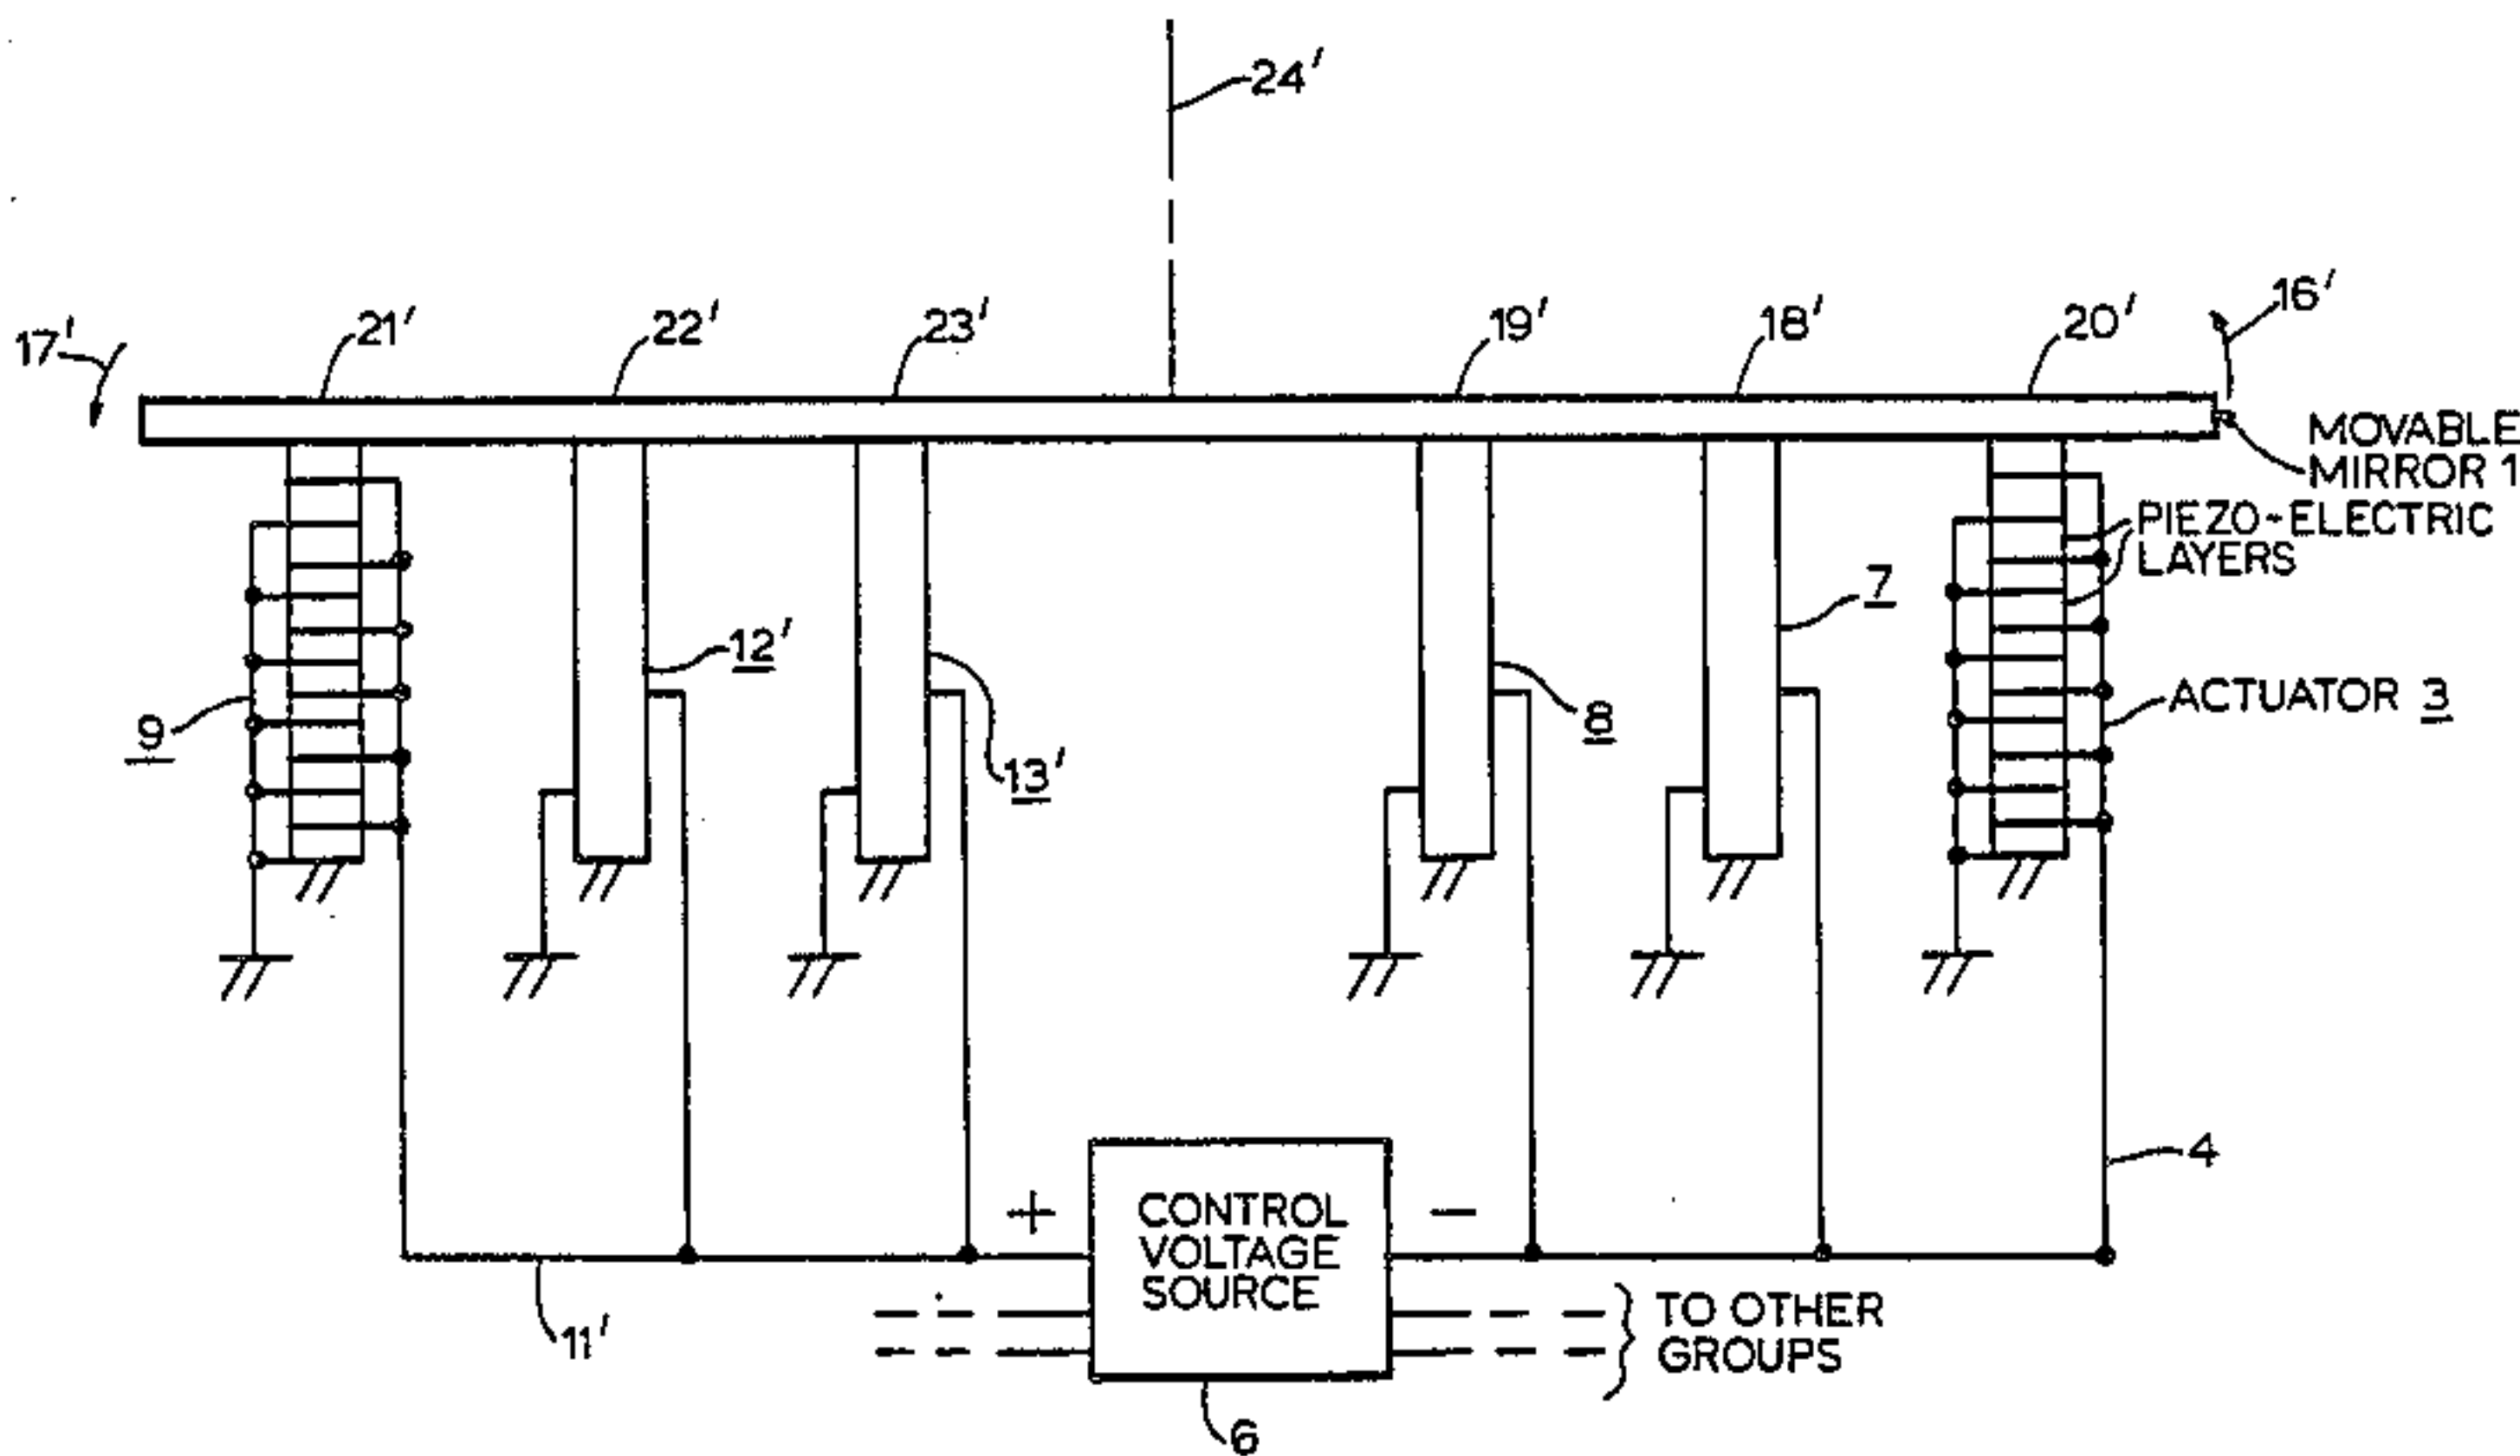 24'
17'
21'
22'
23'
19'
18'
20'
16'
MOVABLE
MIRROR 1
PIEZO-ELECTRIC
LAYERS
7
12'
9
13'
8
ACTUATOR 3
4
+
CONTROL
VOLTAGE
SOURCE
−
TO OTHER
GROUPS
11'
6